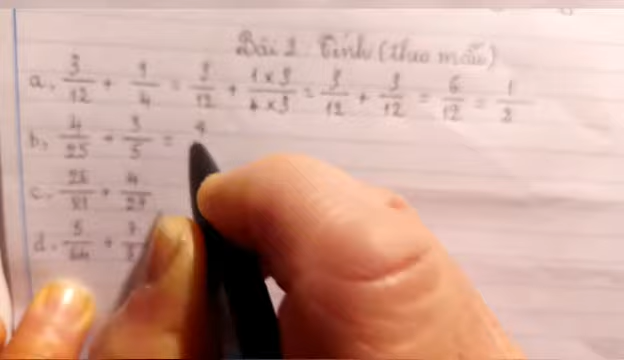 Bài 2: Tính (theo mẫu)
a, 3/12 + 1/4 = 3/12 + 1×3/4×3 = 3/12 + 3/12 = 6/12 = 1/2
b, 4/25 + 3/5 = 4
c, 26/81 + 4/27
d, 5/64 + 7/